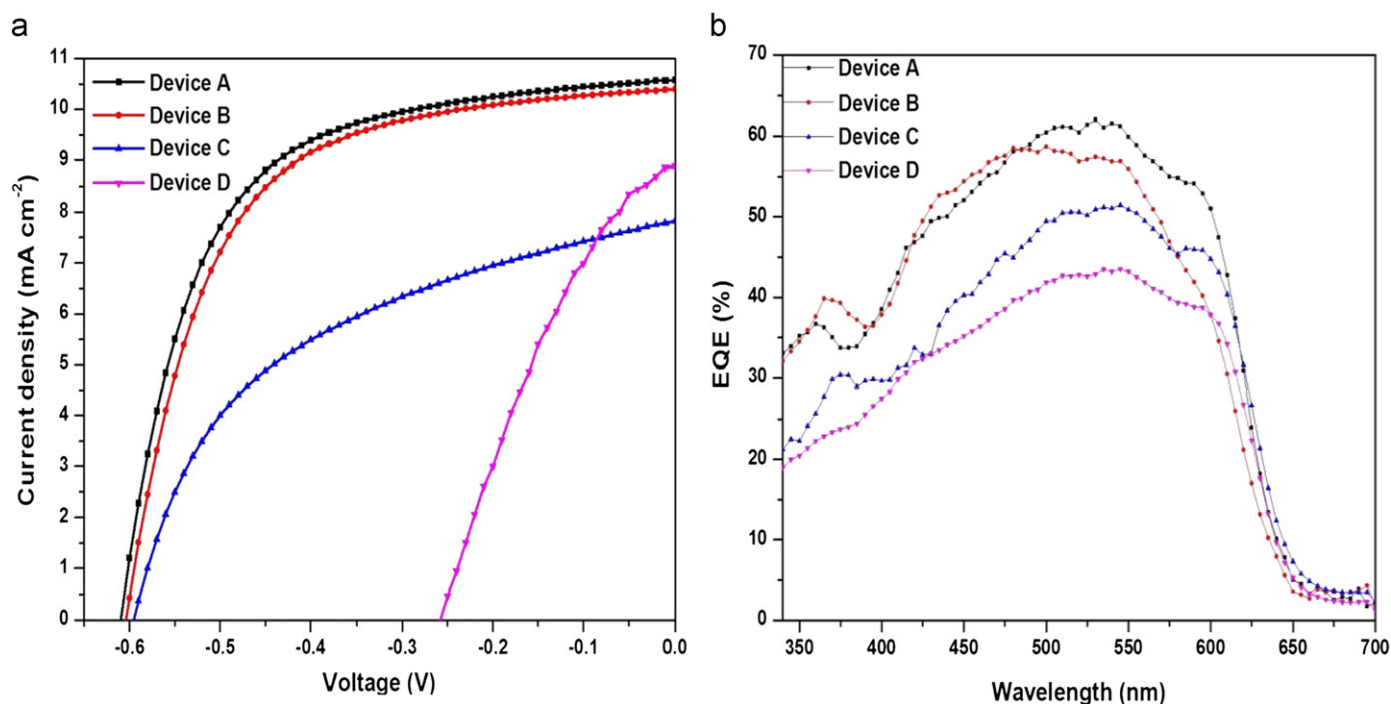 a
Current density (mA cm⁻²)
11
10
9
8
7
6
5
4
3
2
1
0
Device A
Device B
Device C
Device D
-0.6
-0.5
-0.4
-0.3
-0.2
-0.1
0.0
Voltage (V)
b
EQE (%)
70
60
50
40
30
20
10
0
Device A
Device B
Device C
Device D
350
400
450
500
550
600
650
700
Wavelength (nm)